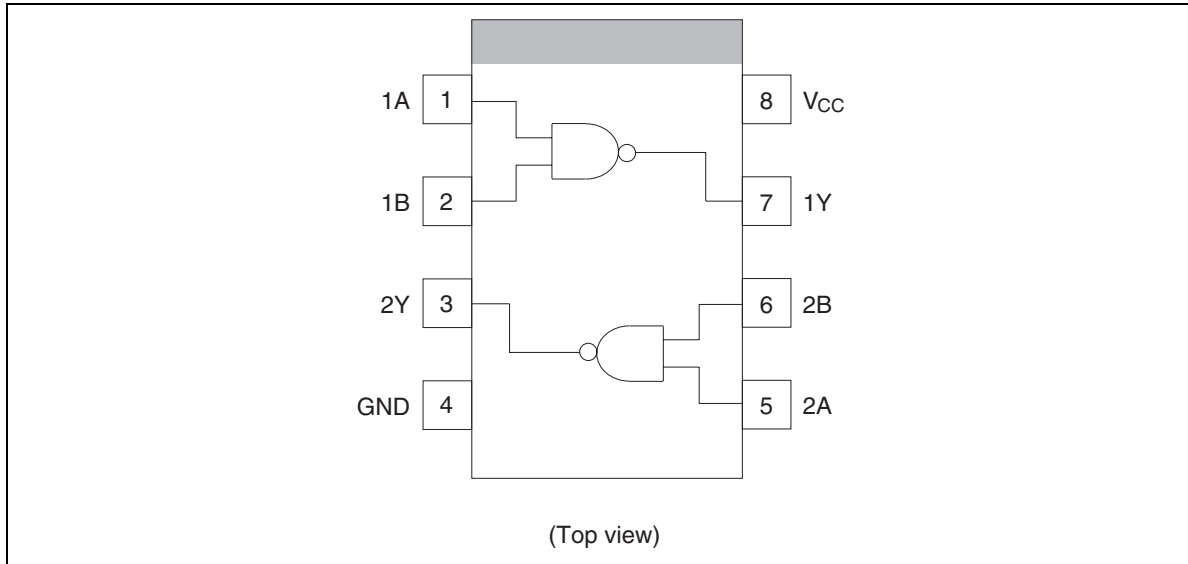 1A 1 8 VCC
1B 2 7 1Y
2Y 3 6 2B
GND 4 5 2A
(Top view)